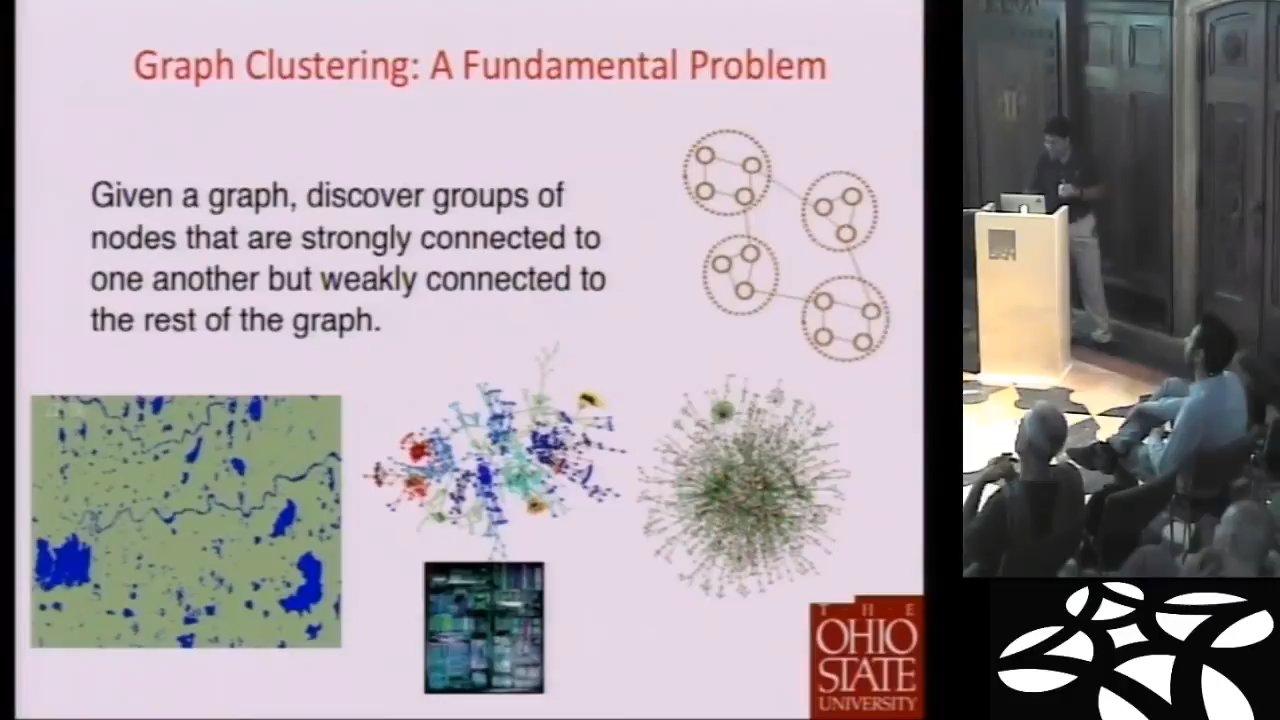 Graph Clustering: A Fundamental Problem
Given a graph, discover groups of
nodes that are strongly connected to
one another but weakly connected to
the rest of the graph.
THE
OHIO
STATE
UNIVERSITY